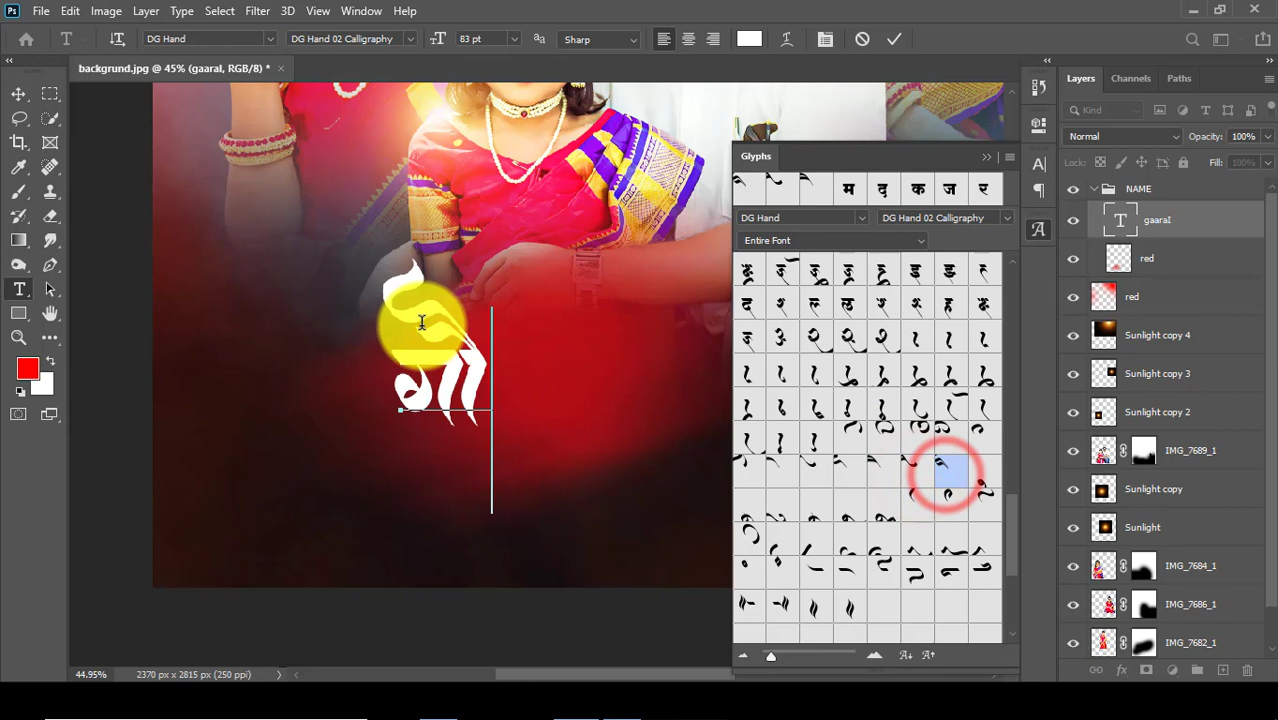 Ps File Edit Image Layer Type Select Filter 3D View Window Help
T DG Hand DG Hand 02 Calligraphy 83 pt aa Sharp
backgrund.jpg @ 45% (gaaral, RGB/8) * ×
Layers Channels Paths
Kind
Normal Opacity: 100%
Lock: Fill: 100%
NAME
T gaaral
red
red
Sunlight copy 4
Sunlight copy 3
Sunlight copy 2
IMG_7689_1
Sunlight copy
Sunlight
IMG_7684_1
IMG_7686_1
IMG_7682_1
Glyphs
म द क ज र
DG Hand DG Hand 02 Calligraphy
Entire Font
44.95% 2370 px x 2815 px (250 ppi)